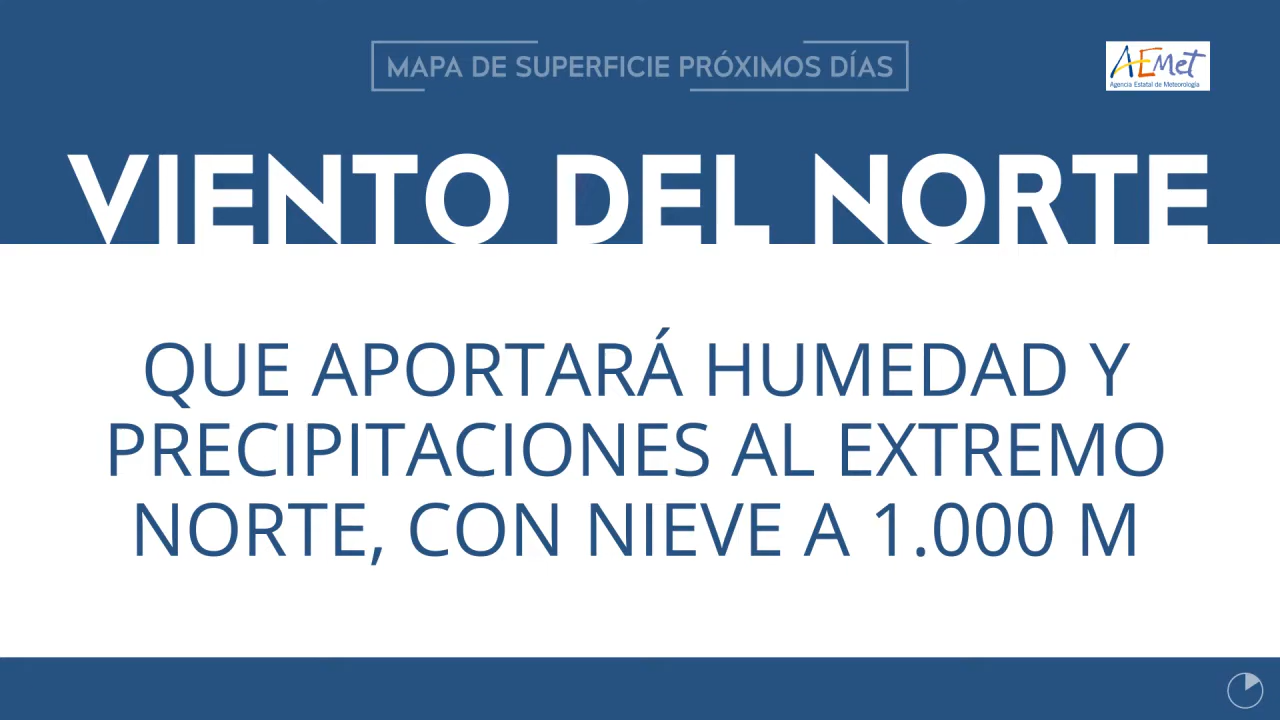 MAPA DE SUPERFICIE PRÓXIMOS DÍAS
AEMet
Agencia Estatal de Meteorología
VIENTO DEL NORTE
QUE APORTARÁ HUMEDAD Y
PRECIPITACIONES AL EXTREMO
NORTE, CON NIEVE A 1.000 M